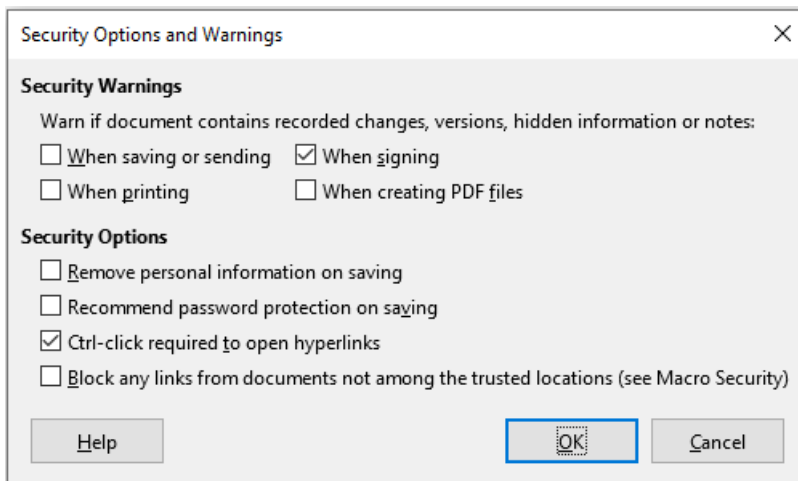 Security Options and Warnings
Security Warnings
Warn if document contains recorded changes, versions, hidden information or notes:
When saving or sending When signing
When printing When creating PDF files
Security Options
Remove personal information on saving
Recommend password protection on saving
Ctrl-click required to open hyperlinks
Block any links from documents not among the trusted locations (see Macro Security)
Help OK Cancel